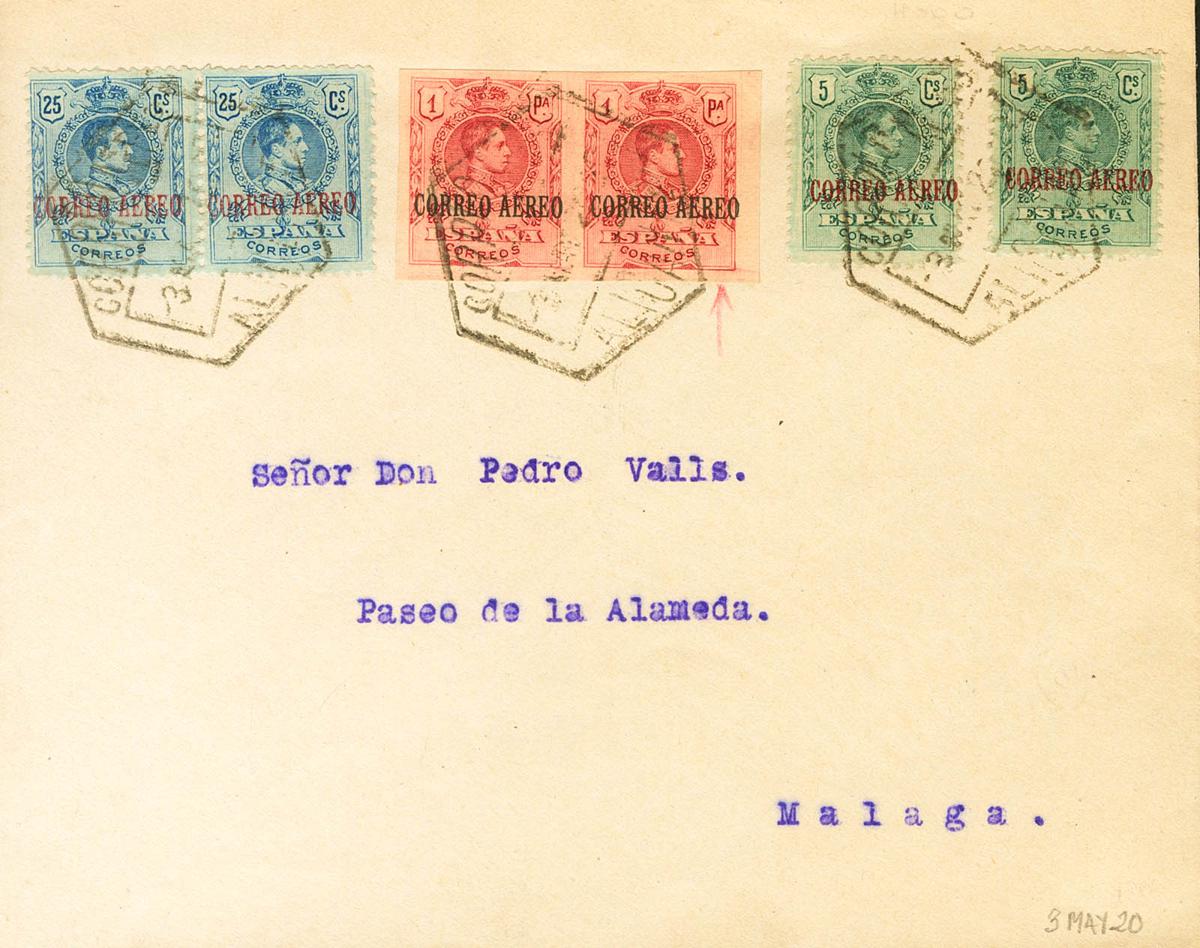 25 Cs 25 Cs 1 PA. 1 PA. 5 Cs 5 Cs
CORREO AEREO CORREO AEREO CORREO AEREO CORREO AEREO CORREO AEREO CORREO AEREO
ESPAÑA ESPAÑA ESPAÑA ESPAÑA ESPAÑA ESPAÑA
CORREOS CORREOS CORREOS CORREOS CORREOS CORREOS
Señor Don Pedro Valls.
Paseo de la Alameda.
Malaga.
3 MAY-20